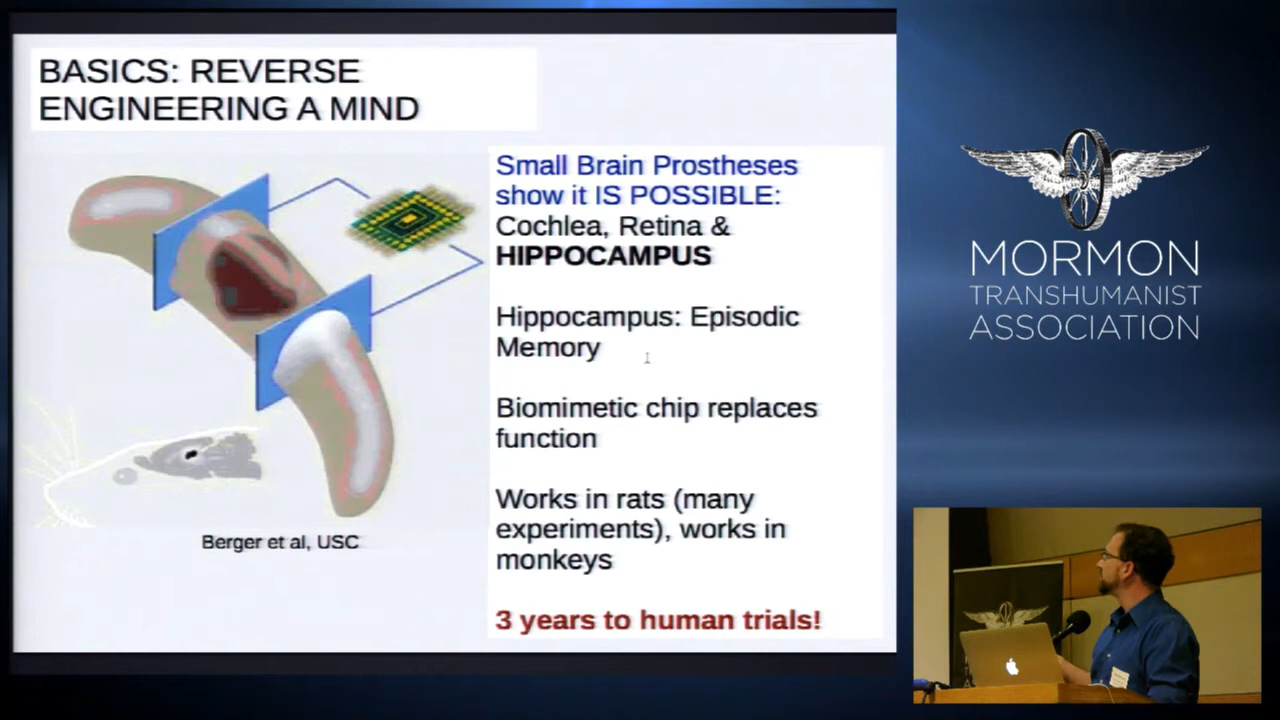 BASICS: REVERSE
ENGINEERING A MIND
Small Brain Prostheses
show it IS POSSIBLE:
Cochlea, Retina &
HIPPOCAMPUS
Hippocampus: Episodic
Memory
Biomimetic chip replaces
function
Works in rats (many
experiments), works in
monkeys
3 years to human trials!
Berger et al, USC
MORMON
TRANSHUMANIST
ASSOCIATION